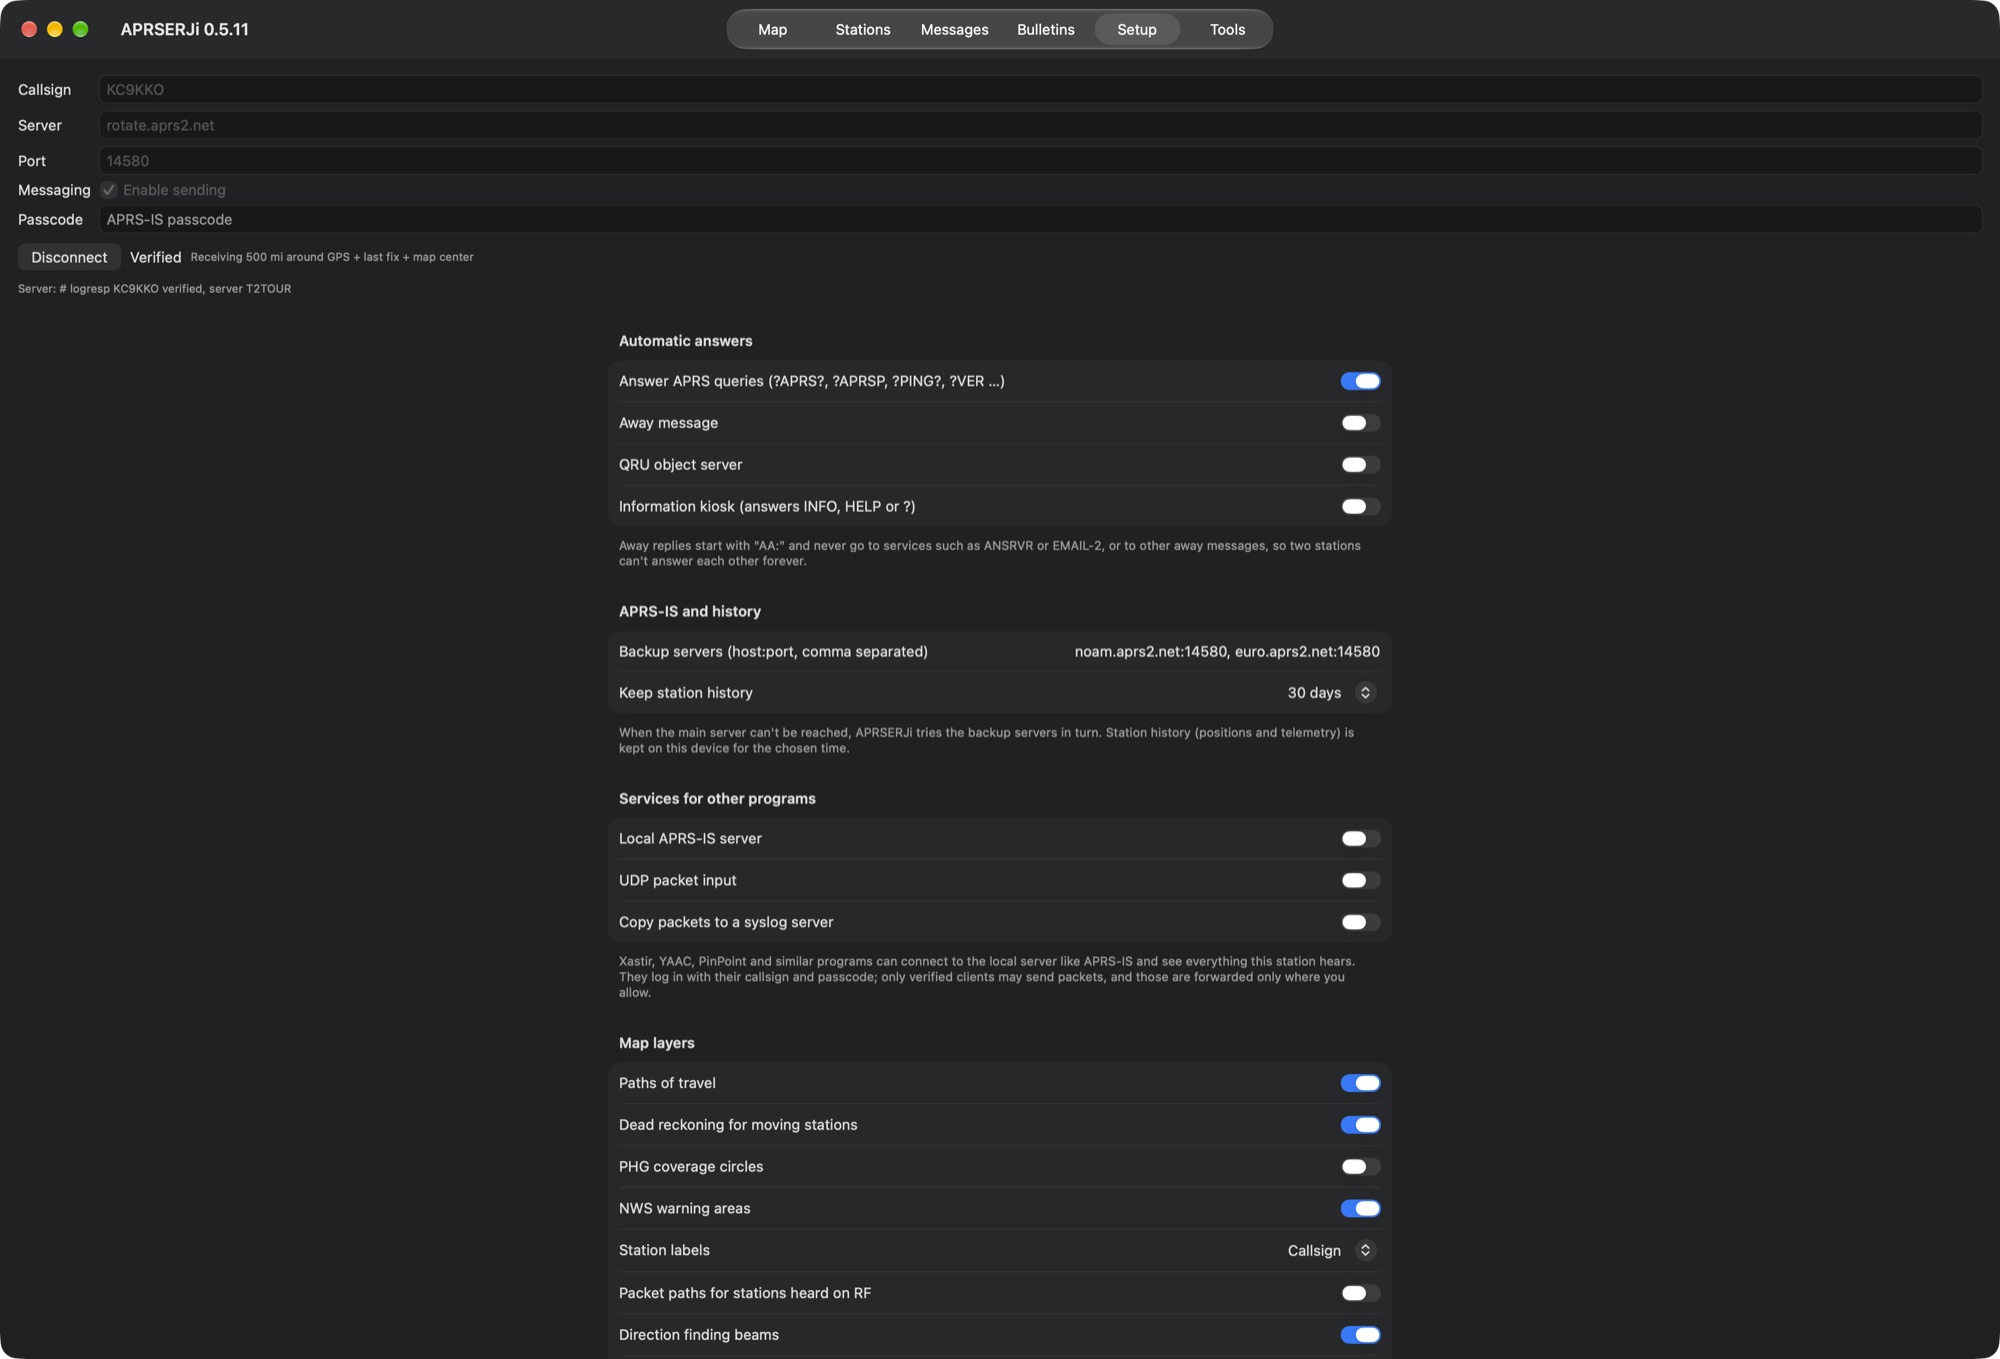 APRSERJi 0.5.11
Map
Stations
Messages
Bulletins
Setup
Tools
Callsign KC9KKO
Server rotate.aprs2.net
Port 14580
Messaging Enable sending
Passcode APRS-IS passcode
Disconnect Verified Receiving 500 mi around GPS + last fix + map center
Server: # logresp KC9KKO verified, server T2TOUR
Automatic answers
Answer APRS queries (?APRS?, ?APRSP, ?PING?, ?VER ...)
Away message
QRU object server
Information kiosk (answers INFO, HELP or ?)
Away replies start with "AA:" and never go to services such as ANSRVR or EMAIL-2, or to other away messages, so two stations
can't answer each other forever.
APRS-IS and history
Backup servers (host:port, comma separated) noam.aprs2.net:14580, euro.aprs2.net:14580
Keep station history 30 days
When the main server can't be reached, APRSERJi tries the backup servers in turn. Station history (positions and telemetry) is
kept on this device for the chosen time.
Services for other programs
Local APRS-IS server
UDP packet input
Copy packets to a syslog server
Xastir, YAAC, PinPoint and similar programs can connect to the local server like APRS-IS and see everything this station hears.
They log in with their callsign and passcode; only verified clients may send packets, and those are forwarded only where you
allow.
Map layers
Paths of travel
Dead reckoning for moving stations
PHG coverage circles
NWS warning areas
Station labels Callsign
Packet paths for stations heard on RF
Direction finding beams